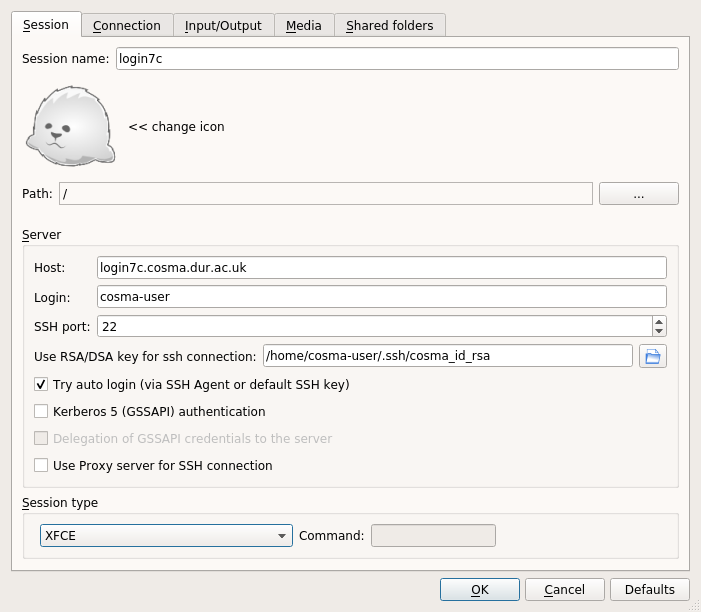 Session Connection Input/Output Media Shared folders
Session name: login7c
<< change icon
Path: / ...
Server
Host: login7c.cosma.dur.ac.uk
Login: cosma-user
SSH port: 22
Use RSA/DSA key for ssh connection: /home/cosma-user/.ssh/cosma_id_rsa
Try auto login (via SSH Agent or default SSH key)
Kerberos 5 (GSSAPI) authentication
Delegation of GSSAPI credentials to the server
Use Proxy server for SSH connection
Session type
XFCE Command:
OK Cancel Defaults